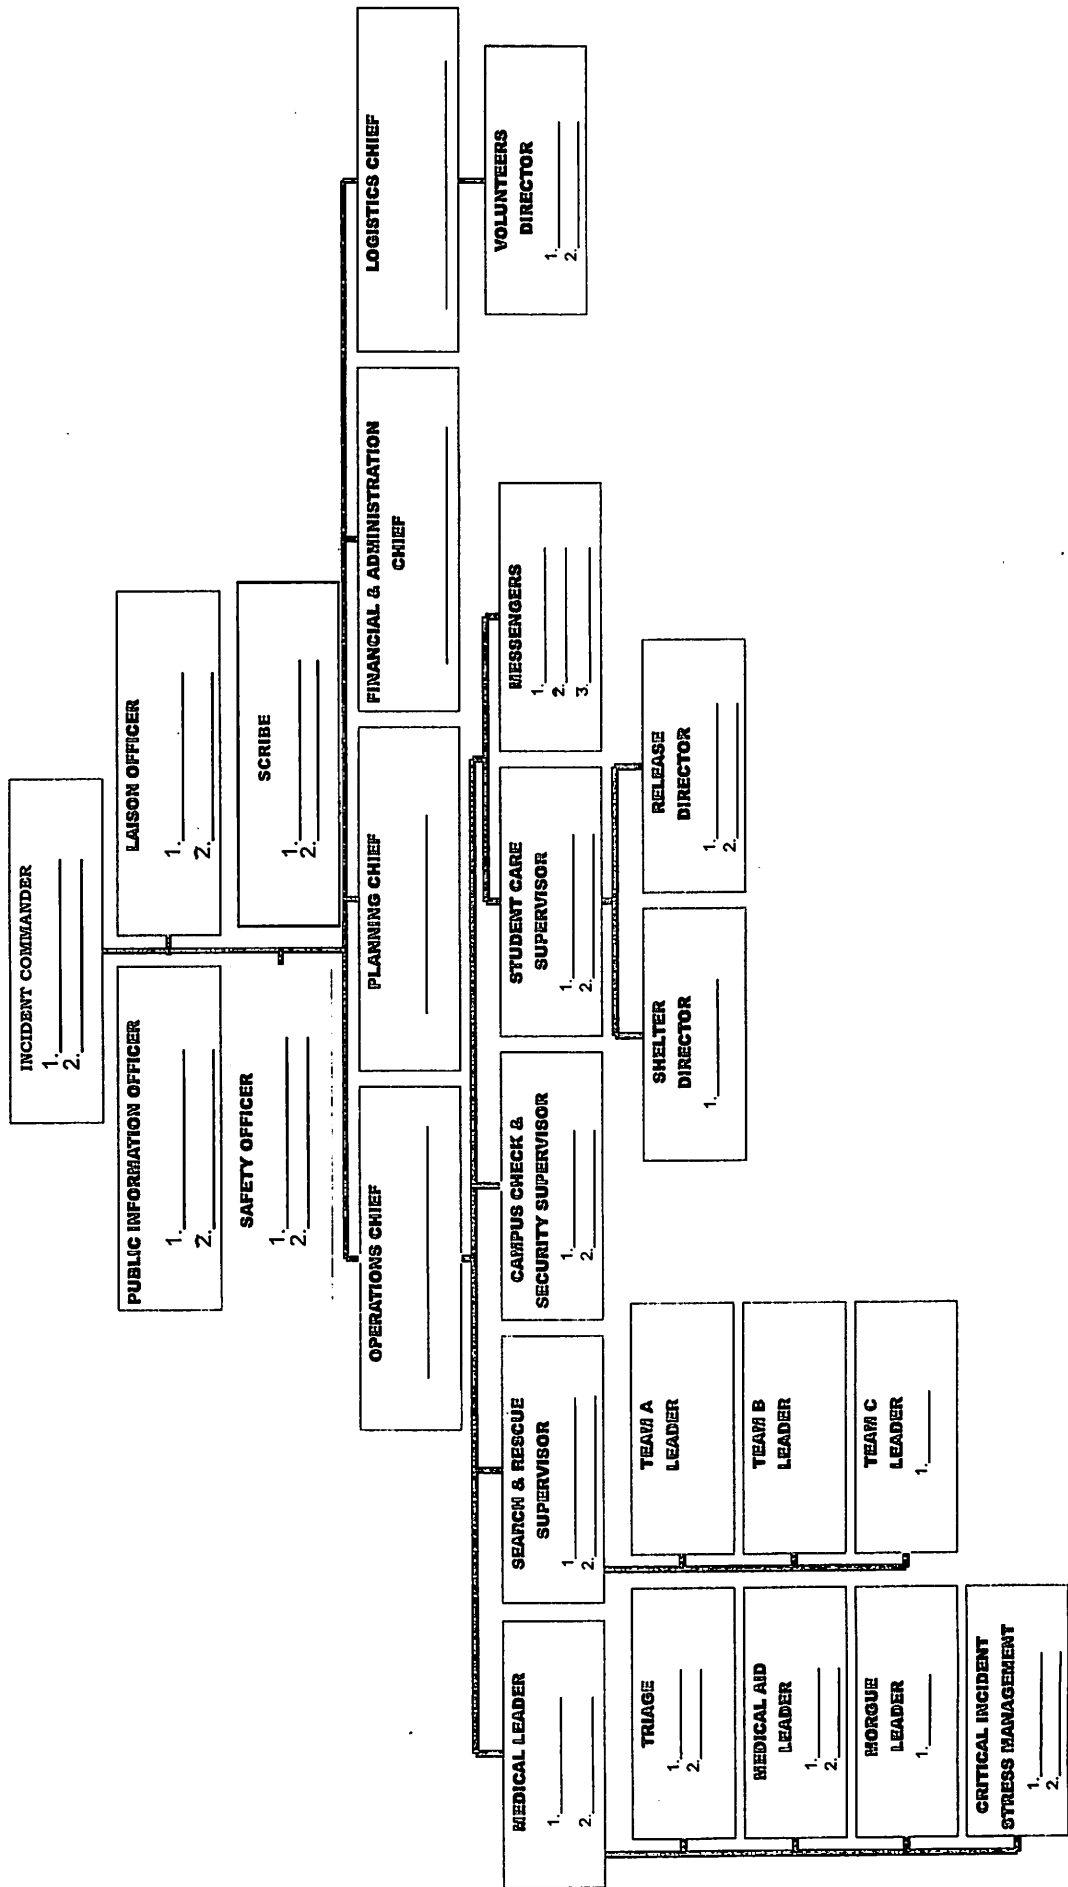 INCIDENT COMMANDER
1.
2.
PUBLIC INFORMATION OFFICER
1.
2.
LAISON OFFICER
1.
2.
SAFETY OFFICER
1.
2.
SCRIBE
1.
2.
OPERATIONS CHIEF
PLANNING CHIEF
FINANCIAL & ADMINISTRATION
CHIEF
LOGISTICS CHIEF
MEDICAL LEADER
1.
2.
SEARCH & RESCUE
SUPERVISOR
1
2.
CAMPUS CHECK &
SECURITY SUPERVISOR
1.
2.
STUDENT CARE
SUPERVISOR
1.
2.
MESSENGERS
1.
2.
3.
VOLUNTEERS
DIRECTOR
1.
2.
TRIAGE
1.
2.
MEDICAL AID
LEADER
1.
2.
MORGUE
LEADER
1.
CRITICAL INCIDENT
STRESS MANAGEMENT
1.
2.
TEAM A
LEADER
TEAM B
LEADER
TEAM C
LEADER
1.
SHELTER
DIRECTOR
1.
RELEASE
DIRECTOR
1.
2.